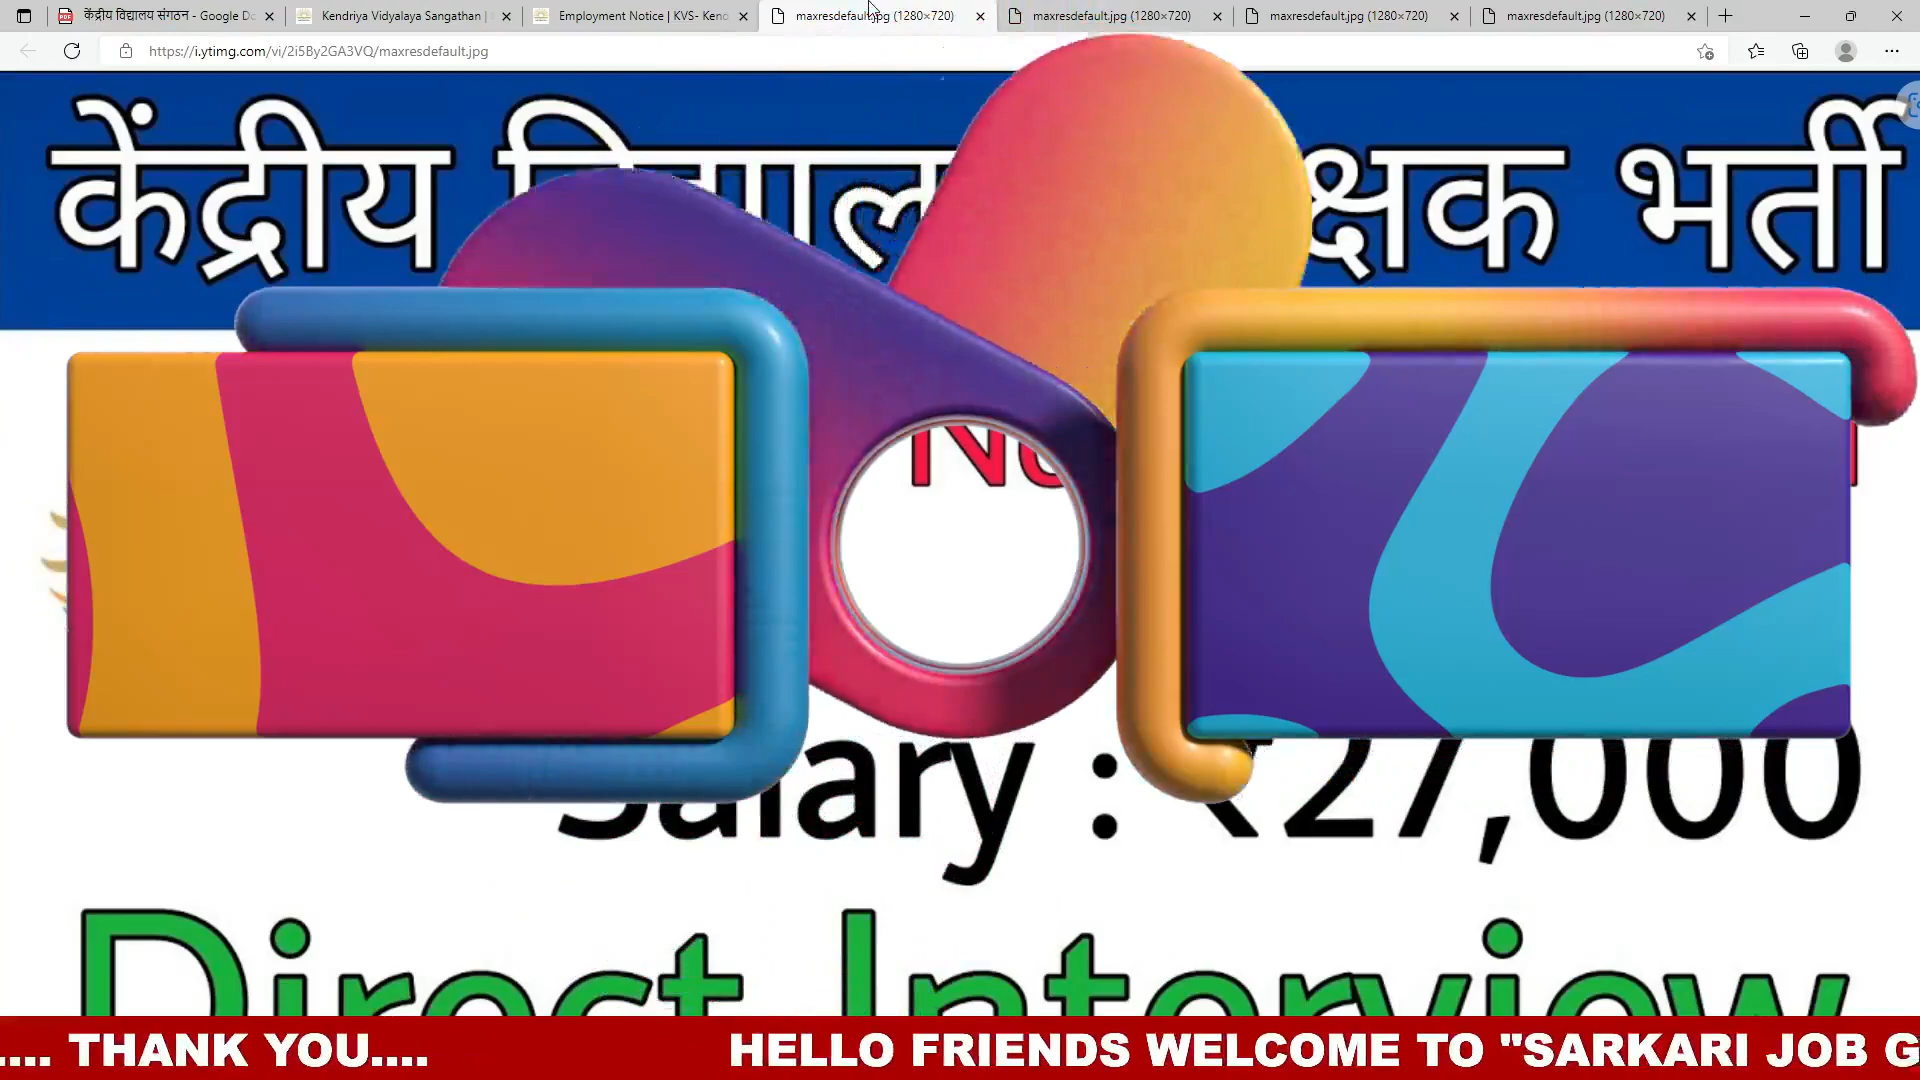 केंद्रीय विद्यालय संगठन - Google Do
Kendriya Vidyalaya Sangathan |
Employment Notice | KVS- Kend
maxresdefault.jpg (1280×720)
maxresdefault.jpg (1280×720)
maxresdefault.jpg (1280×720)
maxresdefault.jpg (1280×720)
https://i.ytimg.com/vi/2i5By2GA3VQ/maxresdefault.jpg
केंद्रीय भर्ती
Salary : ₹27,000
Direct Interview
.... THANK YOU.... HELLO FRIENDS WELCOME TO "SARKARI JOB G